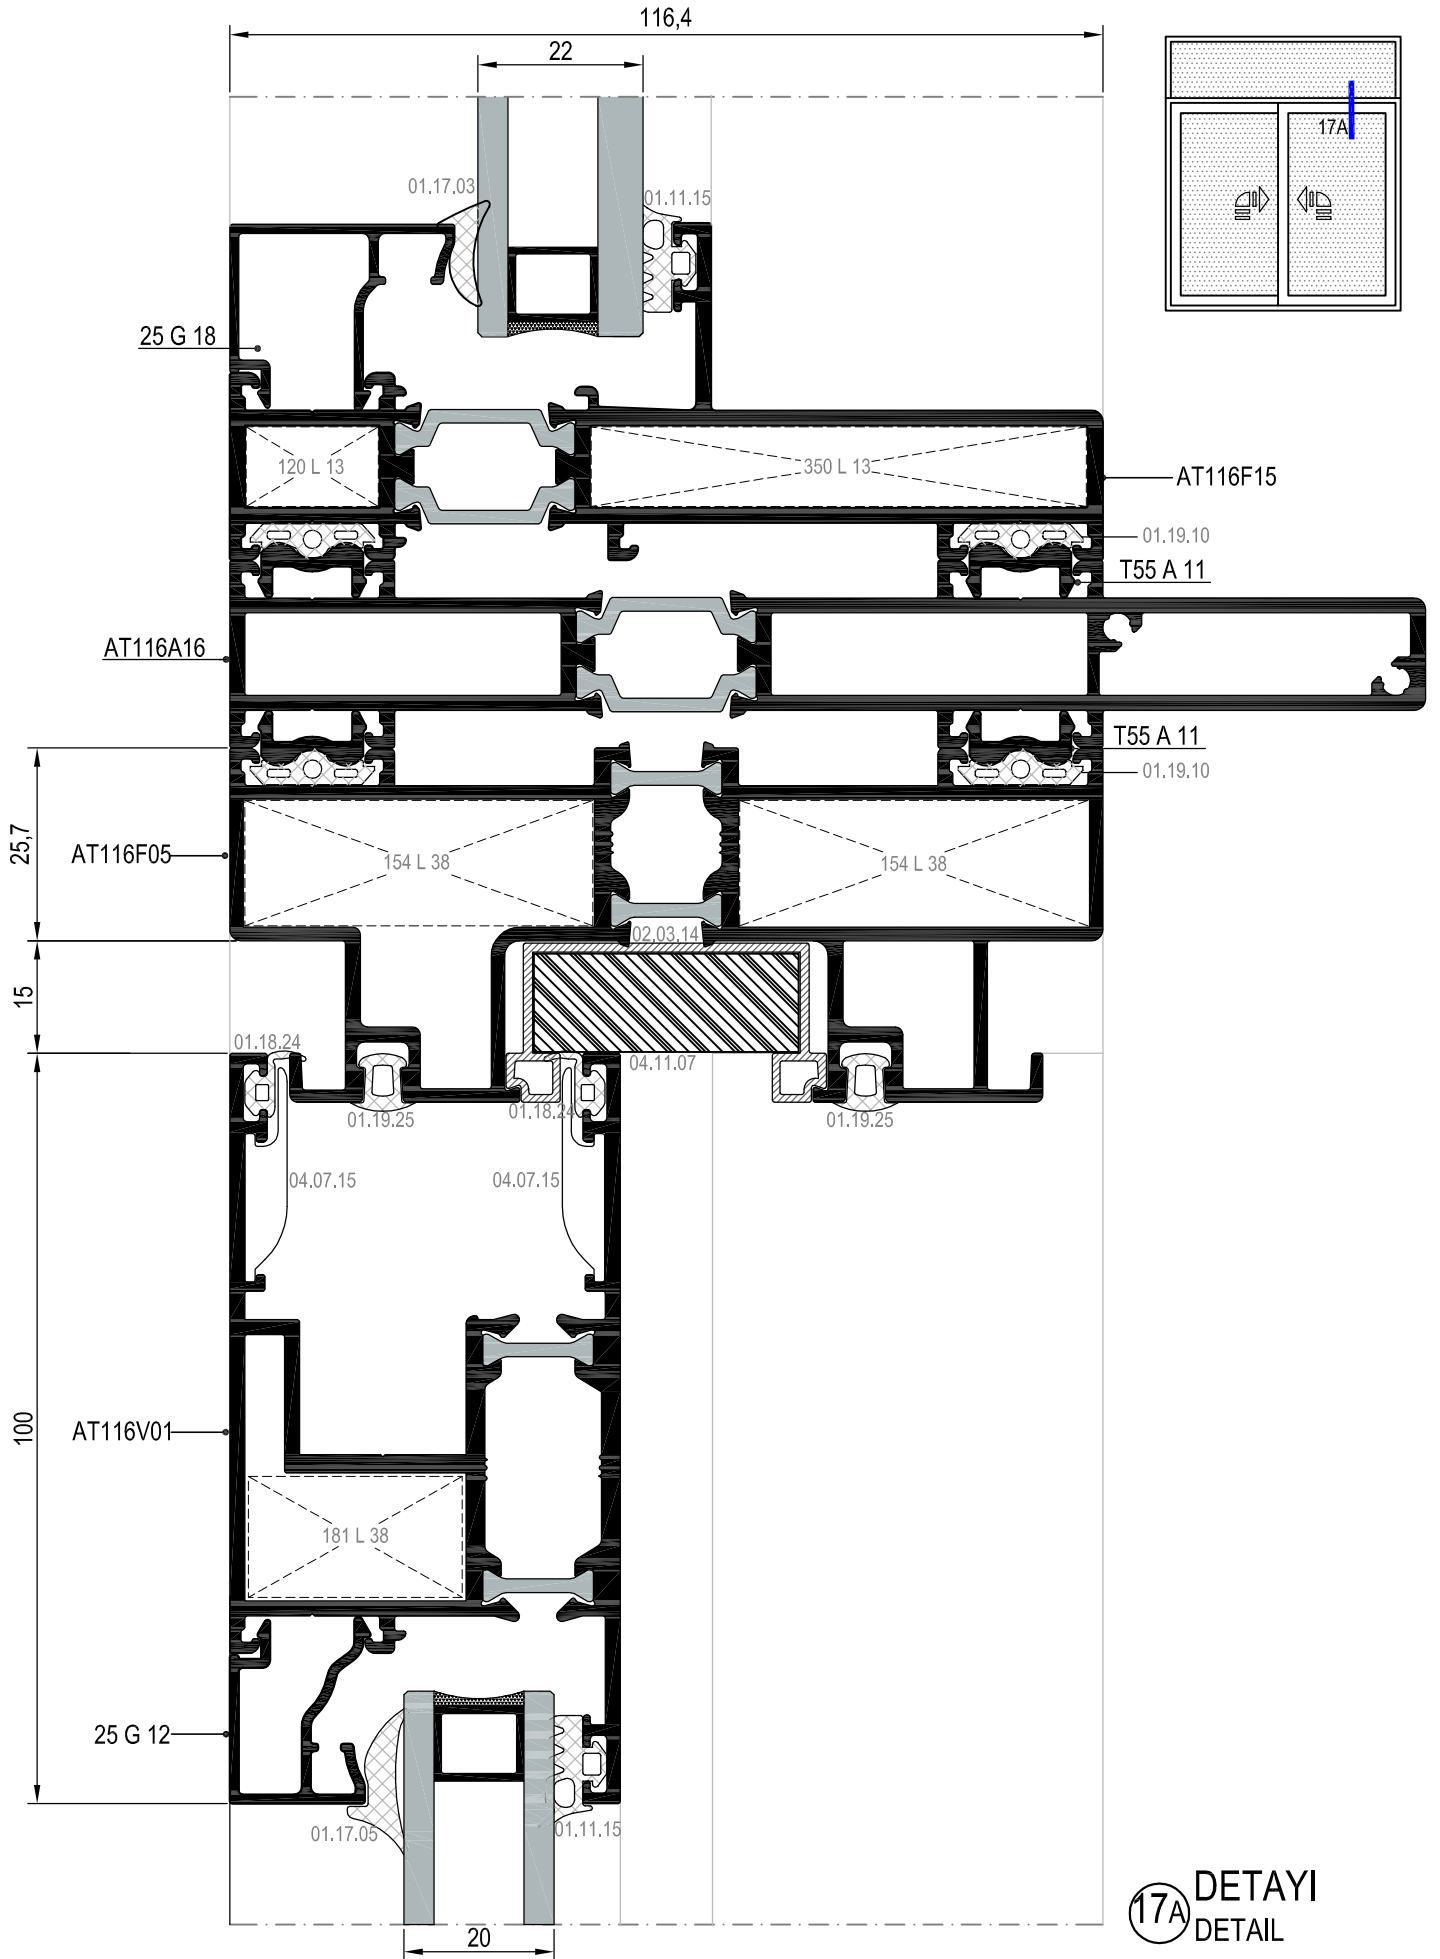 116,4
22
17A
01.17.03
01.11.15
25 G 18
120 L 13
350 L 13
AT116F15
01.19.10
T55 A 11
AT116A16
T55 A 11
01.19.10
25,7
AT116F05
154 L 38
154 L 38
02.03.14
15
01.18.24
04.11.07
01.19.25
01.18.24
01.19.25
04.07.15
04.07.15
100
AT116V01
181 L 38
25 G 12
01.17.05
01.11.15
20
17A
DETAYI
DETAIL